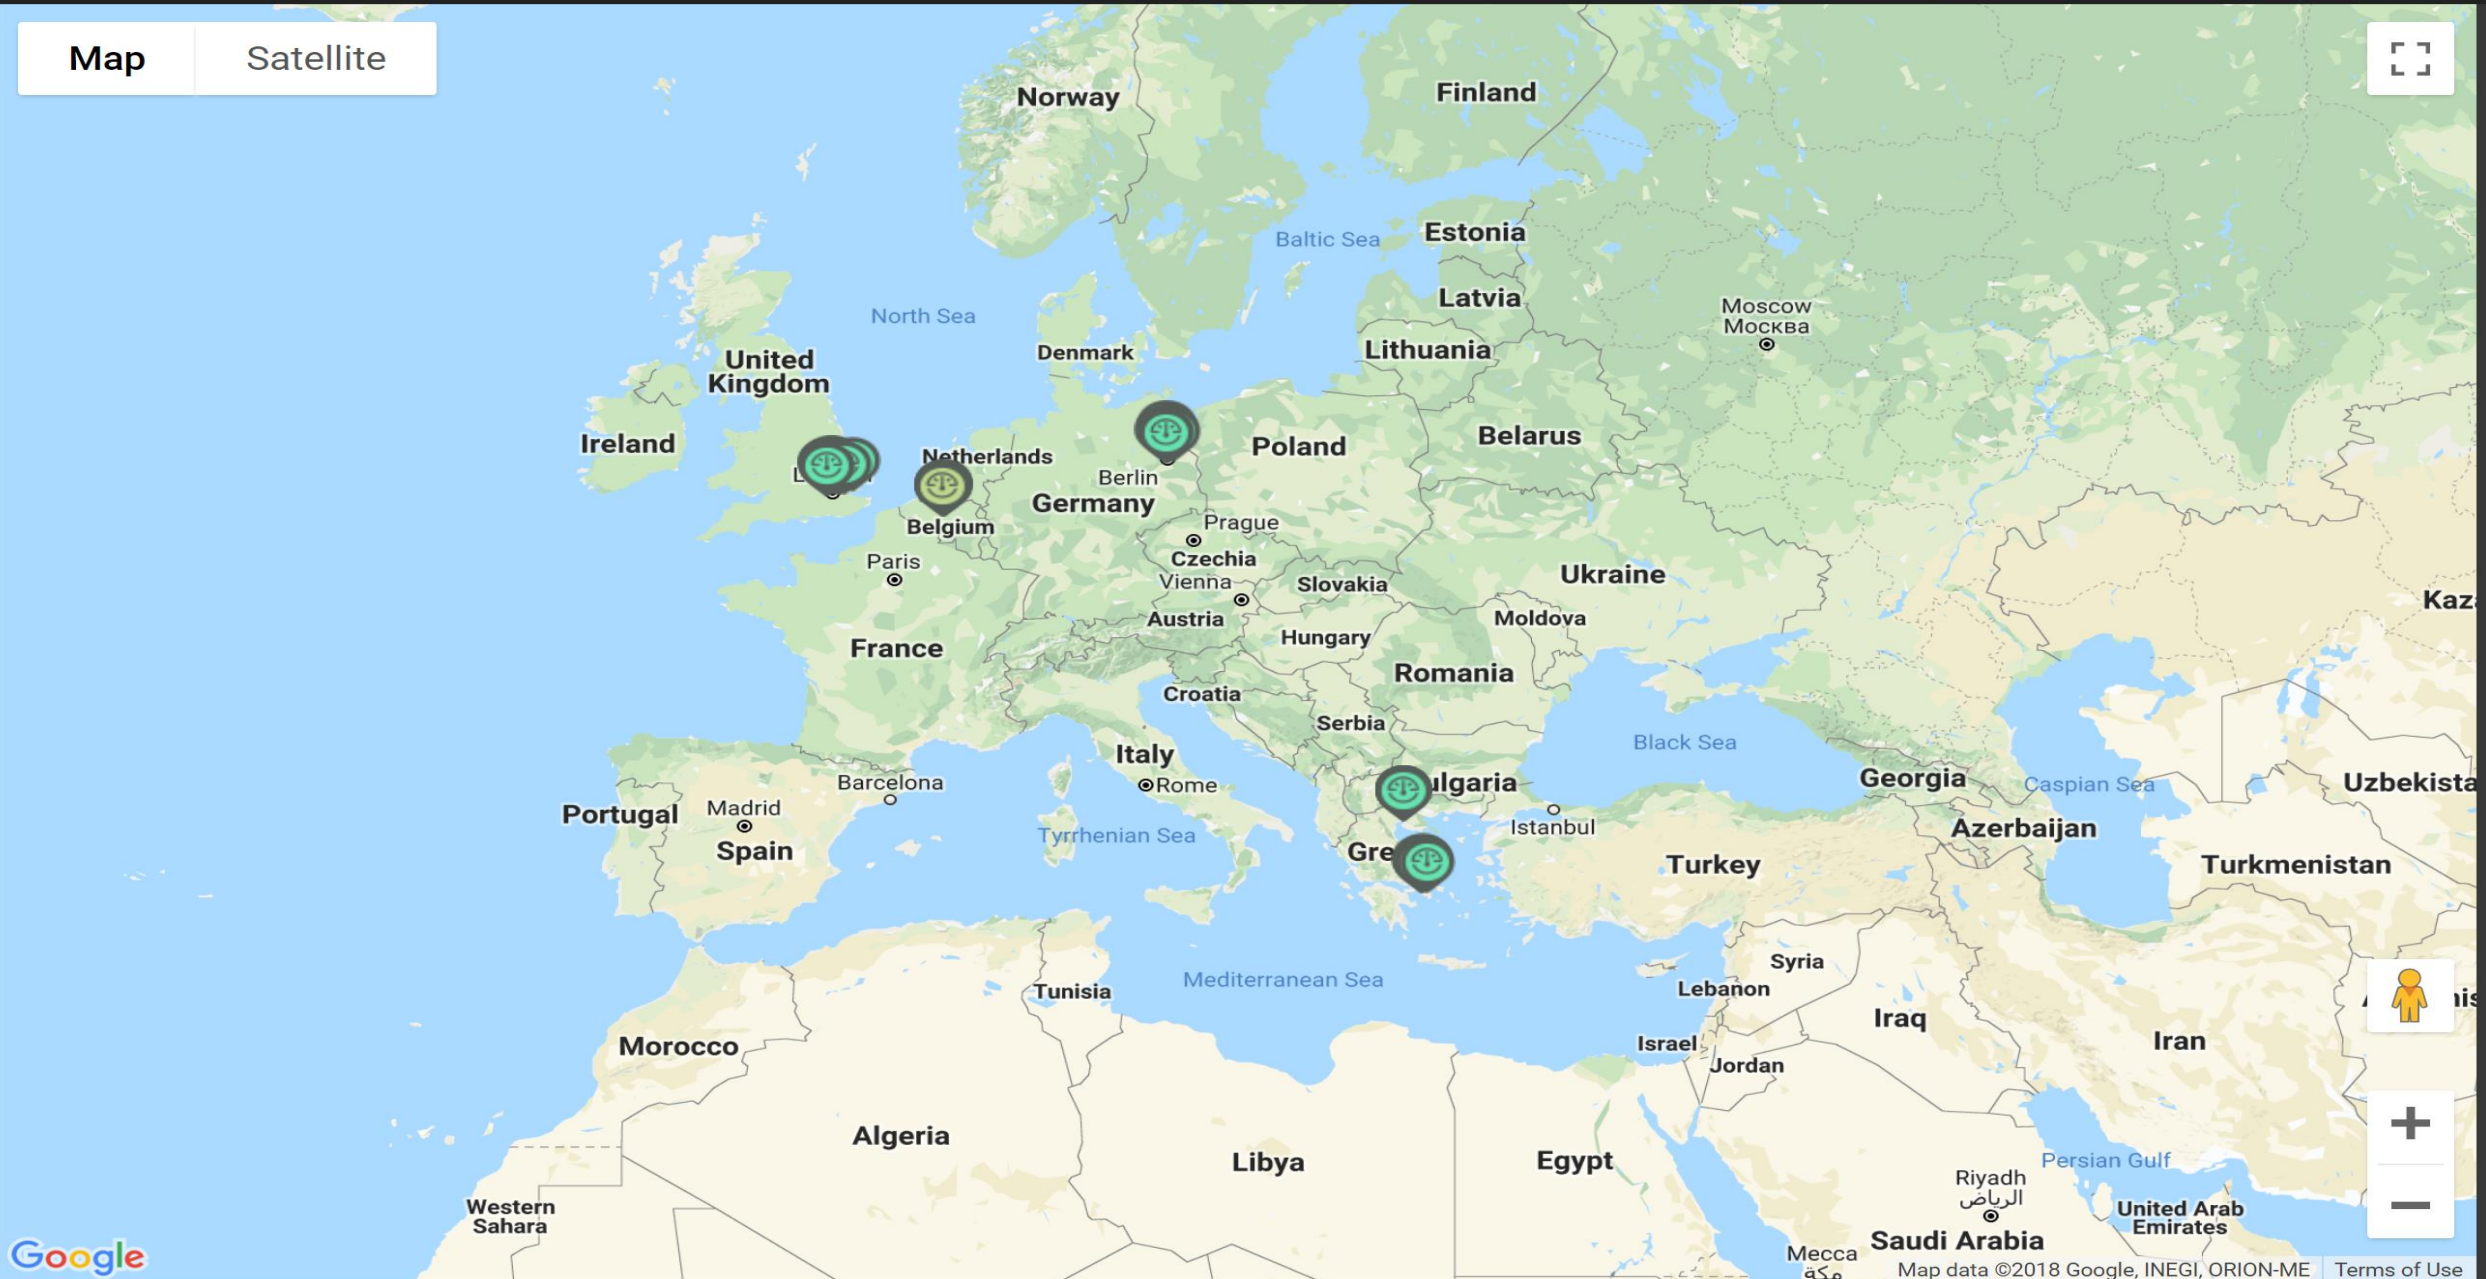 Map
Satellite
Norway
Finland
Baltic Sea
Estonia
Latvia
Lithuania
North Sea
Denmark
Moscow
Москва
United
Kingdom
Ireland
Netherlands
Belgium
Berlin
Germany
Poland
Belarus
Prague
Czechia
Paris
Vienna
Slovakia
Ukraine
Austria
Hungary
Moldova
France
Romania
Croatia
Serbia
Kaz
Italy
Rome
Barcelona
Portugal
Madrid
Spain
Tyrrhenian Sea
ulgaria
Black Sea
Istanbul
Gre
Georgia
Caspian Sea
Uzbekista
Azerbaijan
Turkey
Turkmenistan
Mediterranean Sea
Tunisia
Syria
Lebanon
Iraq
Iran
nis
Israel
Jordan
Morocco
Algeria
Libya
Egypt
Persian Gulf
Riyadh
الرياض
Western
Sahara
United Arab
Emirates
Saudi Arabia
Mecca
مكة
Google
Map data ©2018 Google, INEGI, ORION-ME
Terms of Use